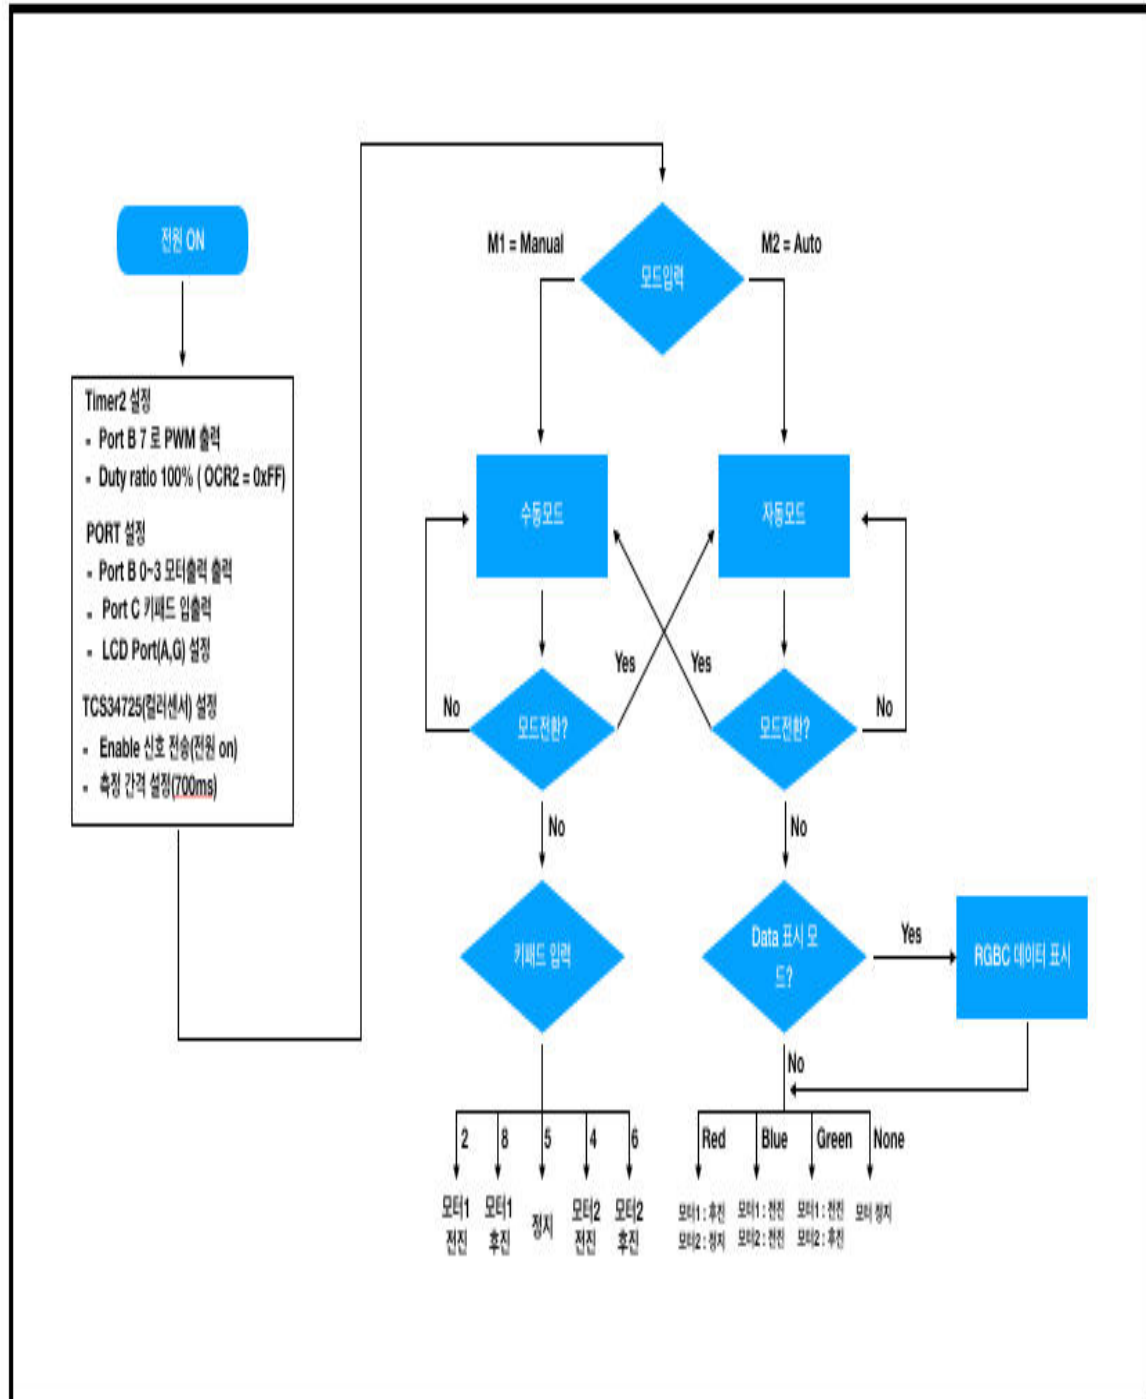 전원 ON
Timer2 설정
- Port B 7 로 PWM 출력
- Duty ratio 100% ( OCR2 = 0xFF)
PORT 설정
- Port B 0~3 모터출력 출력
- Port C 키패드 입출력
- LCD Port(A,G) 설정
TCS34725(컬러센서) 설정
- Enable 신호 전송(전원 on)
- 측정 간격 설정(700ms)
M1 = Manual
모드입력
M2 = Auto
수동모드
자동모드
Yes
Yes
No
모드전환?
모드전환?
No
No
No
키패드 입력
Data 표시 모
드?
Yes
RGBC 데이터 표시
No
2
8
5
4
6
모터1
전진
모터1
후진
정지
모터2
전진
모터2
후진
Red
Blue
Green
None
모터1 : 후진
모터2 : 정지
모터1 : 전진
모터2 : 전진
모터1 : 전진
모터2 : 후진
모터 정지